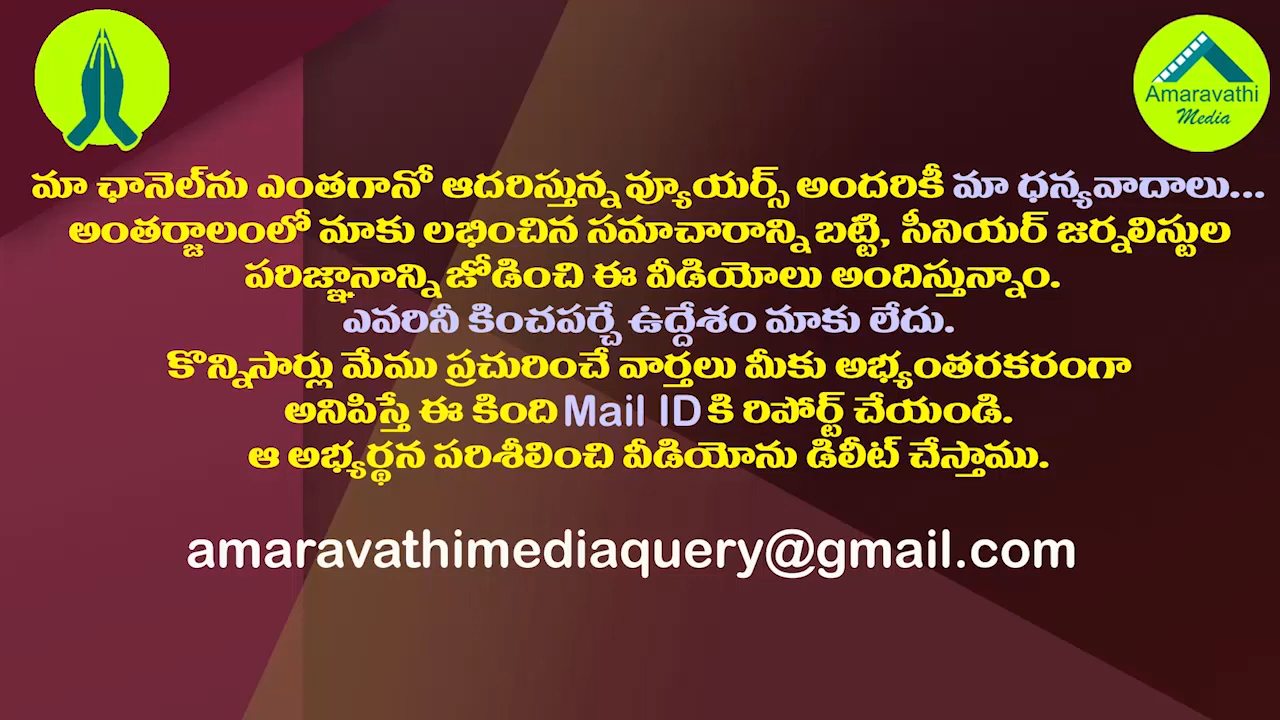 Amaravathi
Media
మా ఛానెల్‌ను ఎంతగానో ఆదరిస్తున్న వ్యూయర్స్ అందరికీ మా ధన్యవాదాలు...
అంతర్జాలంలో మాకు లభించిన సమాచారాన్ని బట్టి, సీనియర్ జర్నలిస్టుల
పరిజ్ఞానాన్ని జోడించి ఈ వీడియోలు అందిస్తున్నాం.
ఎవరినీ కించపర్చే ఉద్దేశం మాకు లేదు.
కొన్నిసార్లు మేము ప్రచురించే వార్తలు మీకు అభ్యంతరకరంగా
అనిపిస్తే ఈ కింది Mail ID కి రిపోర్ట్ చేయండి.
ఆ అభ్యర్థన పరిశీలించి వీడియోను డిలీట్ చేస్తాము.
amaravathimediaquery@gmail.com